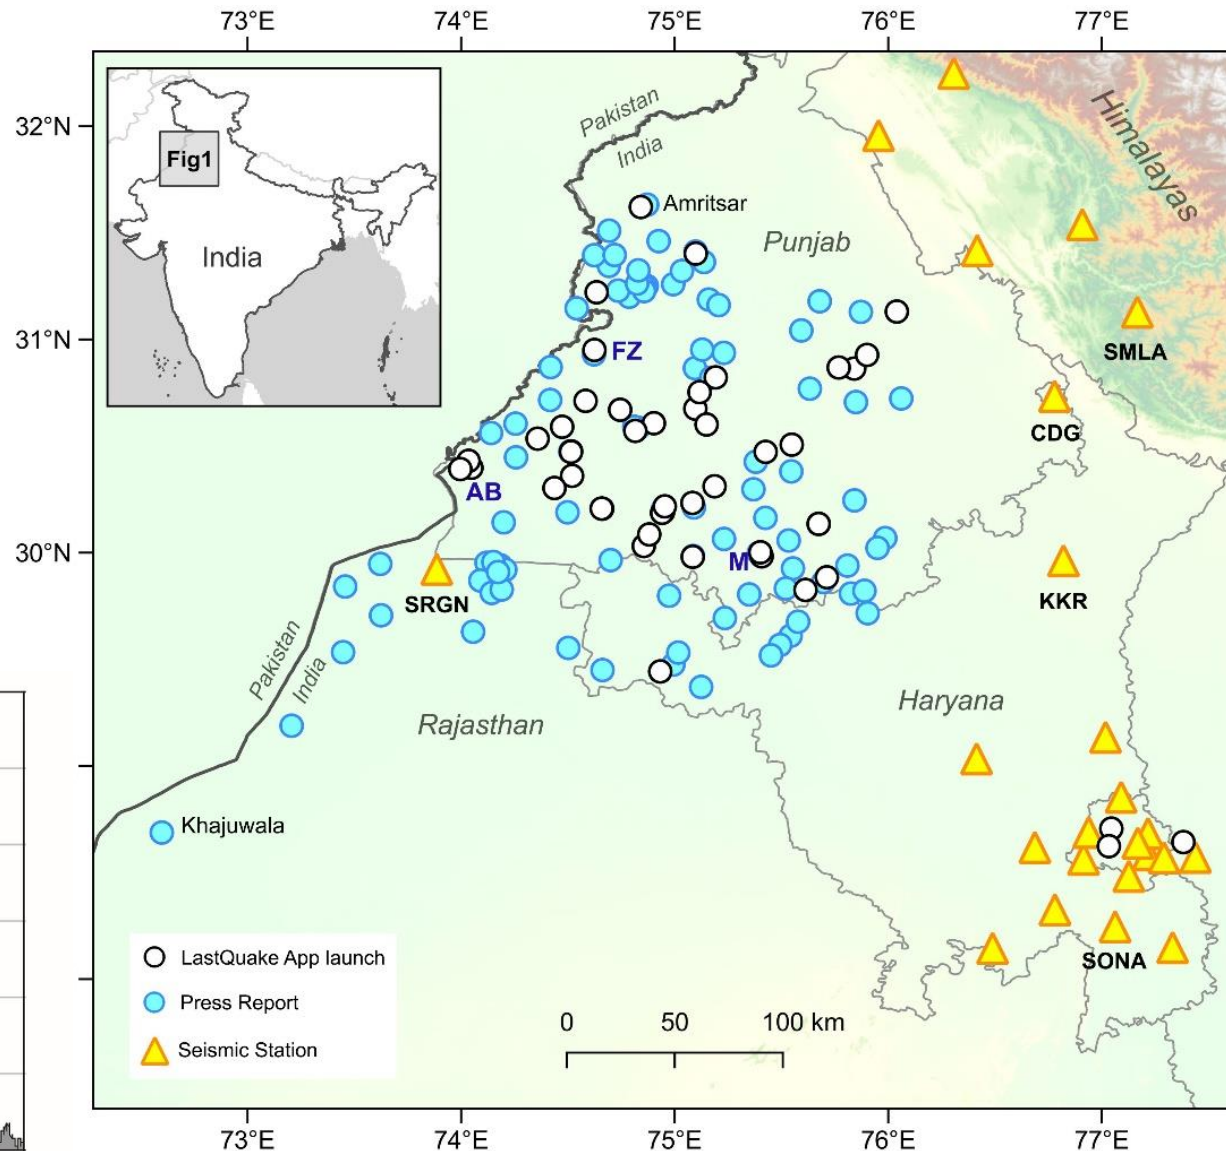 73°E 74°E 75°E 76°E 77°E
32°N
31°N
30°N
Fig1
India
Pakistan
India
Himalayas
Amritsar
Punjab
FZ
SMLA
CDG
AB
M
SRGN
KKR
Pakistan
India
Rajasthan
Haryana
Khajuwala
SONA
LastQuake App launch
Press Report
Seismic Station
0 50 100 km
73°E 74°E 75°E 76°E 77°E